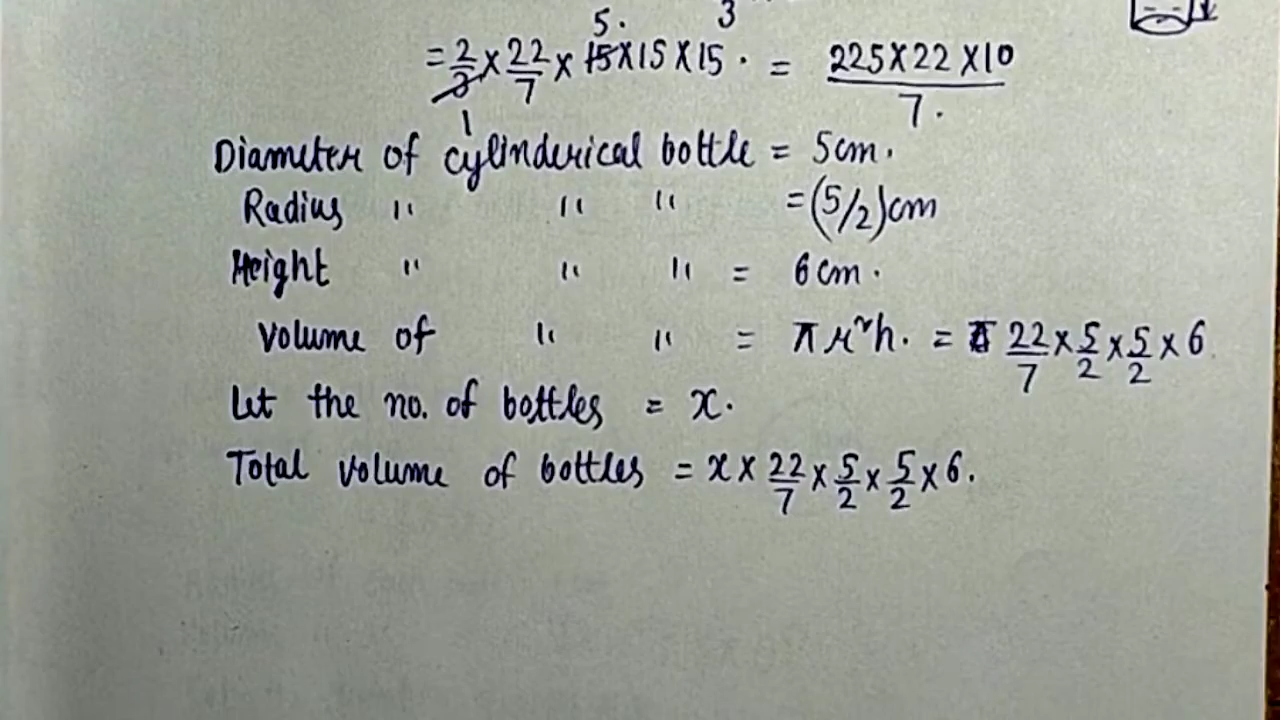 5. 3
= 2/3 × 22/7 × 15 × 15 × 15 . = 225 × 22 × 10 / 7.
1
Diameter of cylinderical bottle = 5cm.
Radius " " " = (5/2)cm
Height " " " = 6cm.
Volume of " " = πr²h. = 22/7 × 5/2 × 5/2 × 6
Let the no. of bottles = x.
Total volume of bottles = x × 22/7 × 5/2 × 5/2 × 6.